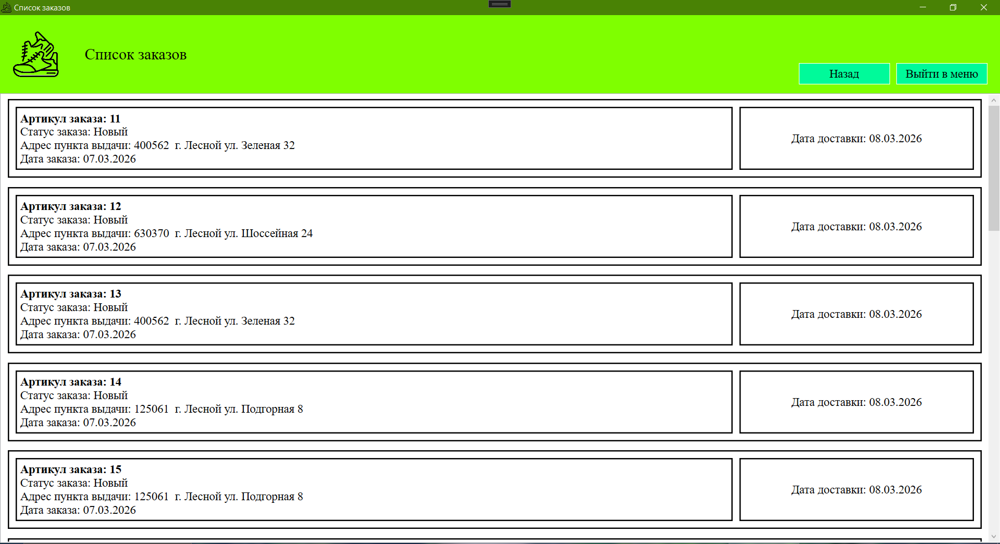 Список заказов
Список заказов
Назад
Выйти в меню
Артикул заказа: 11
Статус заказа: Новый
Адрес пункта выдачи: 400562  г. Лесной ул. Зеленая 32
Дата заказа: 07.03.2026
Дата доставки: 08.03.2026
Артикул заказа: 12
Статус заказа: Новый
Адрес пункта выдачи: 630370  г. Лесной ул. Шоссейная 24
Дата заказа: 07.03.2026
Дата доставки: 08.03.2026
Артикул заказа: 13
Статус заказа: Новый
Адрес пункта выдачи: 400562  г. Лесной ул. Зеленая 32
Дата заказа: 07.03.2026
Дата доставки: 08.03.2026
Артикул заказа: 14
Статус заказа: Новый
Адрес пункта выдачи: 125061  г. Лесной ул. Подгорная 8
Дата заказа: 07.03.2026
Дата доставки: 08.03.2026
Артикул заказа: 15
Статус заказа: Новый
Адрес пункта выдачи: 125061  г. Лесной ул. Подгорная 8
Дата заказа: 07.03.2026
Дата доставки: 08.03.2026